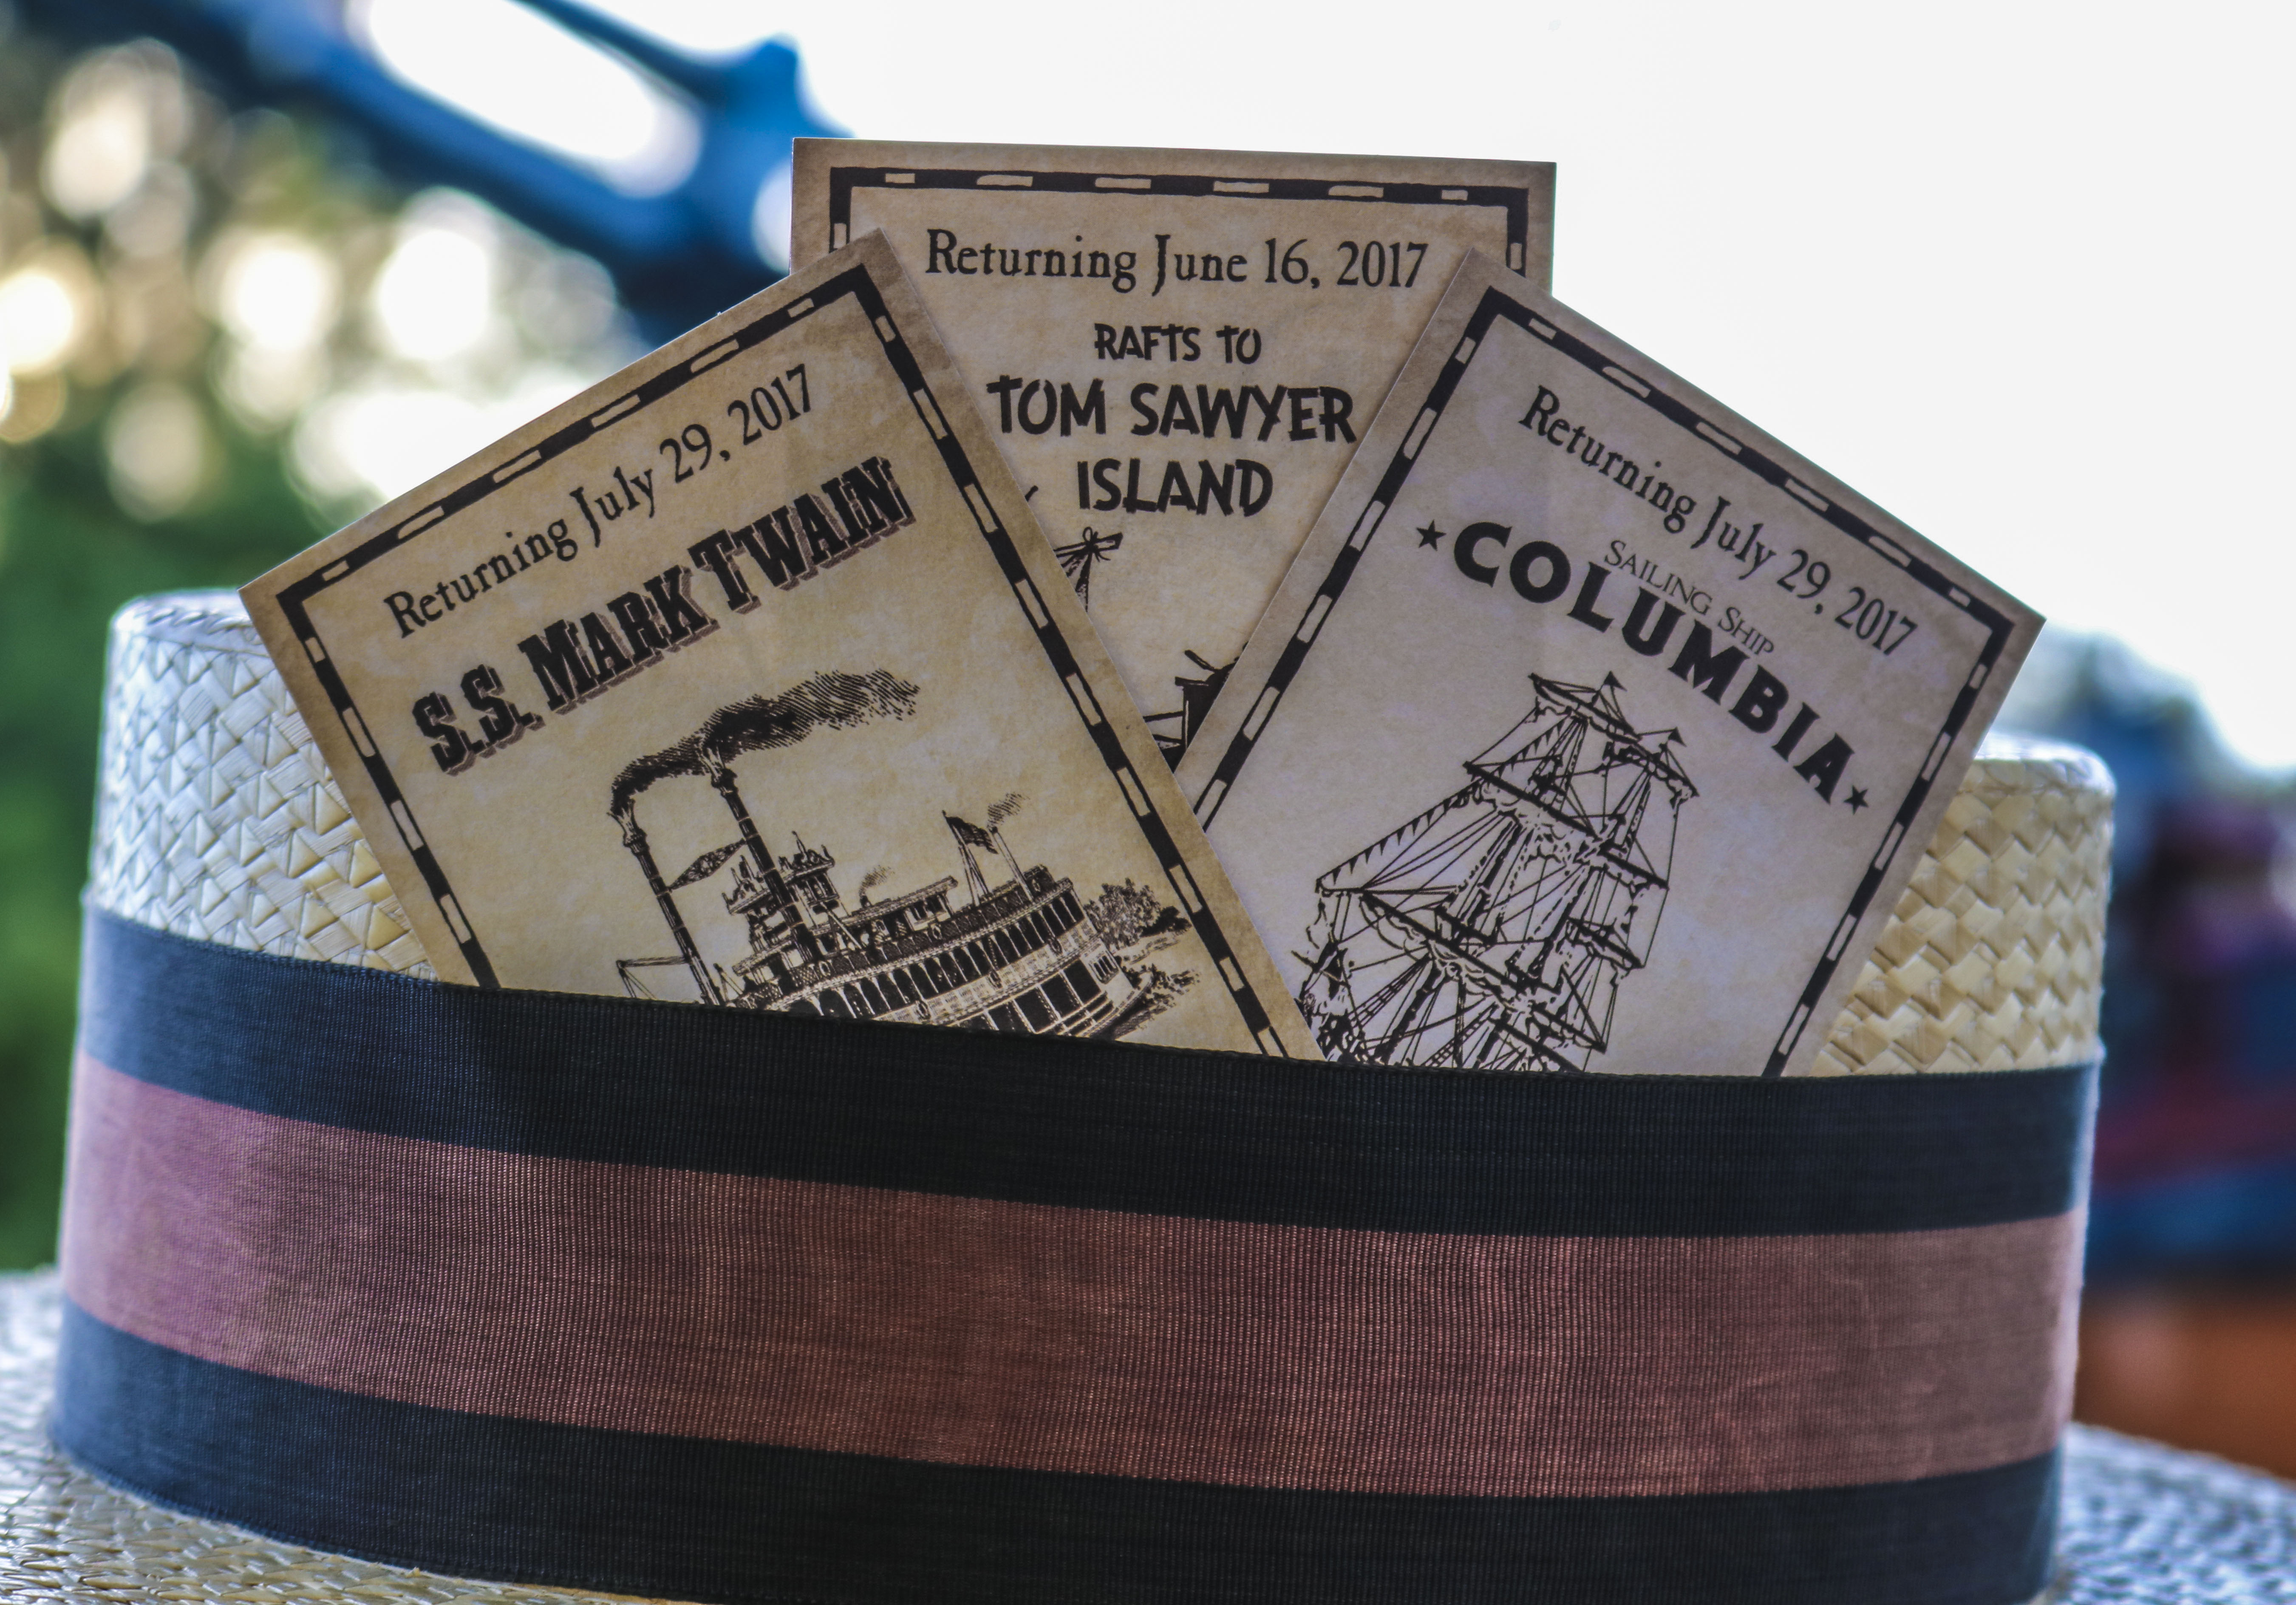 Returning July 29, 2017
S.S. MARK TWAIN
Returning June 16, 2017
RAFTS TO
TOM SAWYER
ISLAND
Returning July 29, 2017
SAILING SHIP
★COLUMBIA★